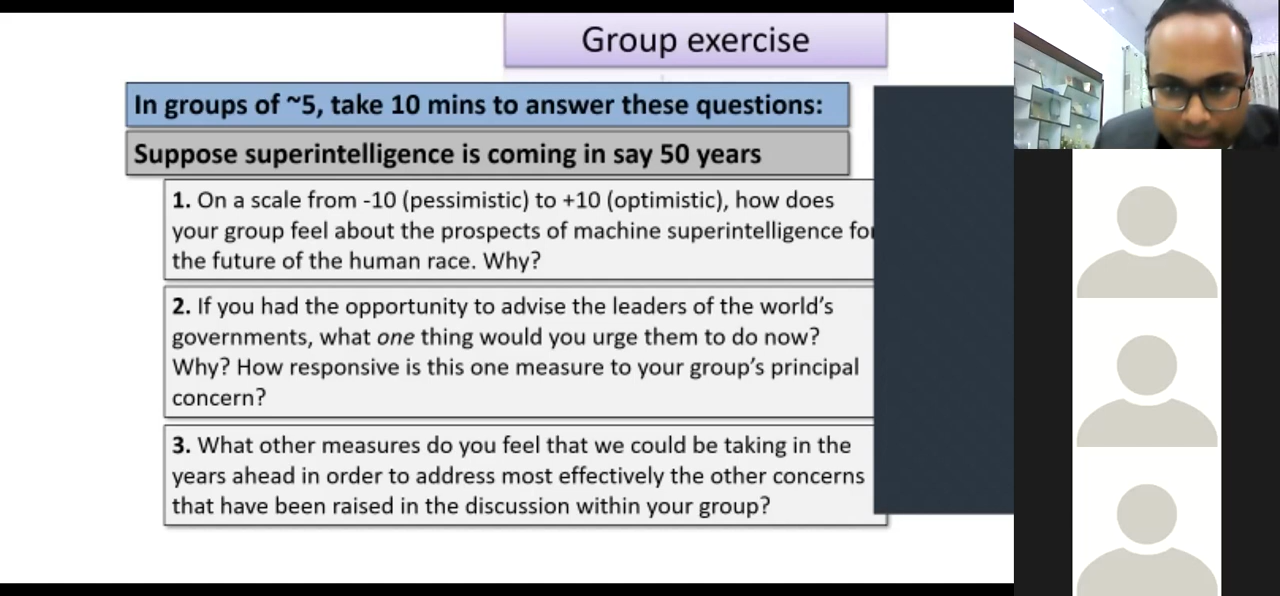 Group exercise
In groups of ~5, take 10 mins to answer these questions:
Suppose superintelligence is coming in say 50 years
1. On a scale from -10 (pessimistic) to +10 (optimistic), how does
your group feel about the prospects of machine superintelligence for
the future of the human race. Why?
2. If you had the opportunity to advise the leaders of the world’s
governments, what one thing would you urge them to do now?
Why? How responsive is this one measure to your group’s principal
concern?
3. What other measures do you feel that we could be taking in the
years ahead in order to address most effectively the other concerns
that have been raised in the discussion within your group?